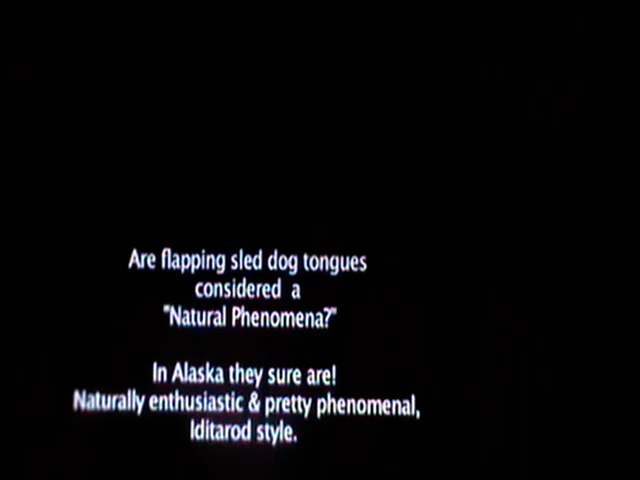 Are flapping sled dog tongues
considered a
"Natural Phenomena?"
In Alaska they sure are!
Naturally enthusiastic & pretty phenomenal,
Iditarod style.